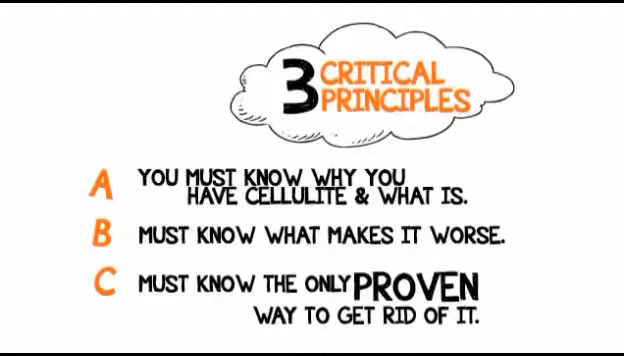 3 CRITICAL
PRINCIPLES
A YOU MUST KNOW WHY YOU
HAVE CELLULITE & WHAT IS.
B MUST KNOW WHAT MAKES IT WORSE.
C MUST KNOW THE ONLY PROVEN
WAY TO GET RID OF IT.